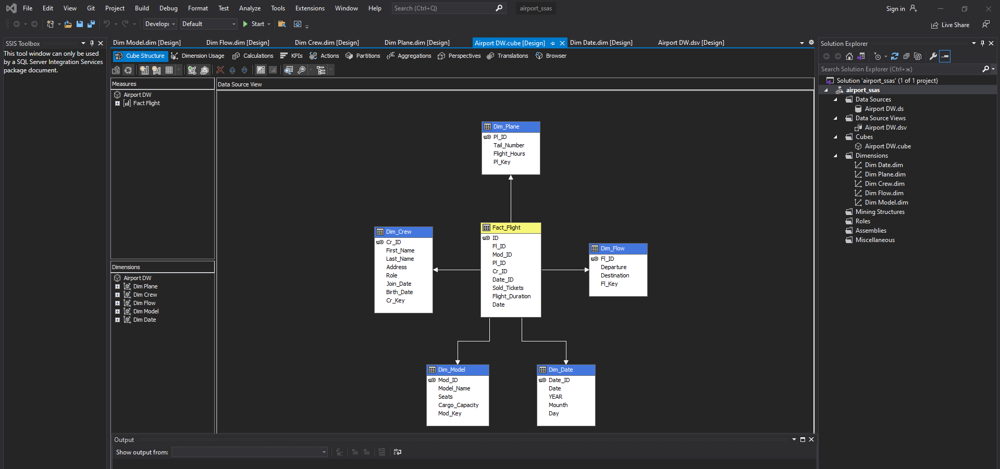 File Edit View Git Project Build Debug Format Test Analyze Tools Extensions Window Help Search (Ctrl+Q) airport_ssas Sign in
Developı Default Start Live Share
SSIS Toolbox
This tool window can only be used
by a SQL Server Integration Services
package document.
Dim Model.dim [Design] Dim Flow.dim [Design] Dim Crew.dim [Design] Dim Plane.dim [Design] Airport DW.cube [Design] Dim Date.dim [Design] Airport DW.dsv [Design]
Cube Structure Dimension Usage Calculations KPIs Actions Partitions Aggregations Perspectives Translations Browser
Measures
Airport DW
Fact Flight
Dimensions
Airport DW
Dim Plane
Dim Crew
Dim Flow
Dim Model
Dim Date
Data Source View
Dim_Plane
Pl_ID
Tail_Number
Flight_Hours
Pl_Key
Dim_Crew
Cr_ID
First_Name
Last_Name
Address
Role
Join_Date
Birth_Date
Cr_Key
Fact_Flight
ID
Fl_ID
Mod_ID
Pl_ID
Cr_ID
Date_ID
Sold_Tickets
Flight_Duration
Date
Dim_Flow
Fl_ID
Departure
Destination
Fl_Key
Dim_Model
Mod_ID
Model_Name
Seats
Cargo_Capacity
Mod_Key
Dim_Date
Date_ID
Date
YEAR
Mounth
Day
Output
Show output from:
Solution Explorer
Search Solution Explorer (Ctrl+ж)
Solution 'airport_ssas' (1 of 1 project)
airport_ssas
Data Sources
Airport DW.ds
Data Source Views
Airport DW.dsv
Cubes
Airport DW.cube
Dimensions
Dim Date.dim
Dim Plane.dim
Dim Crew.dim
Dim Flow.dim
Dim Model.dim
Mining Structures
Roles
Assemblies
Miscellaneous